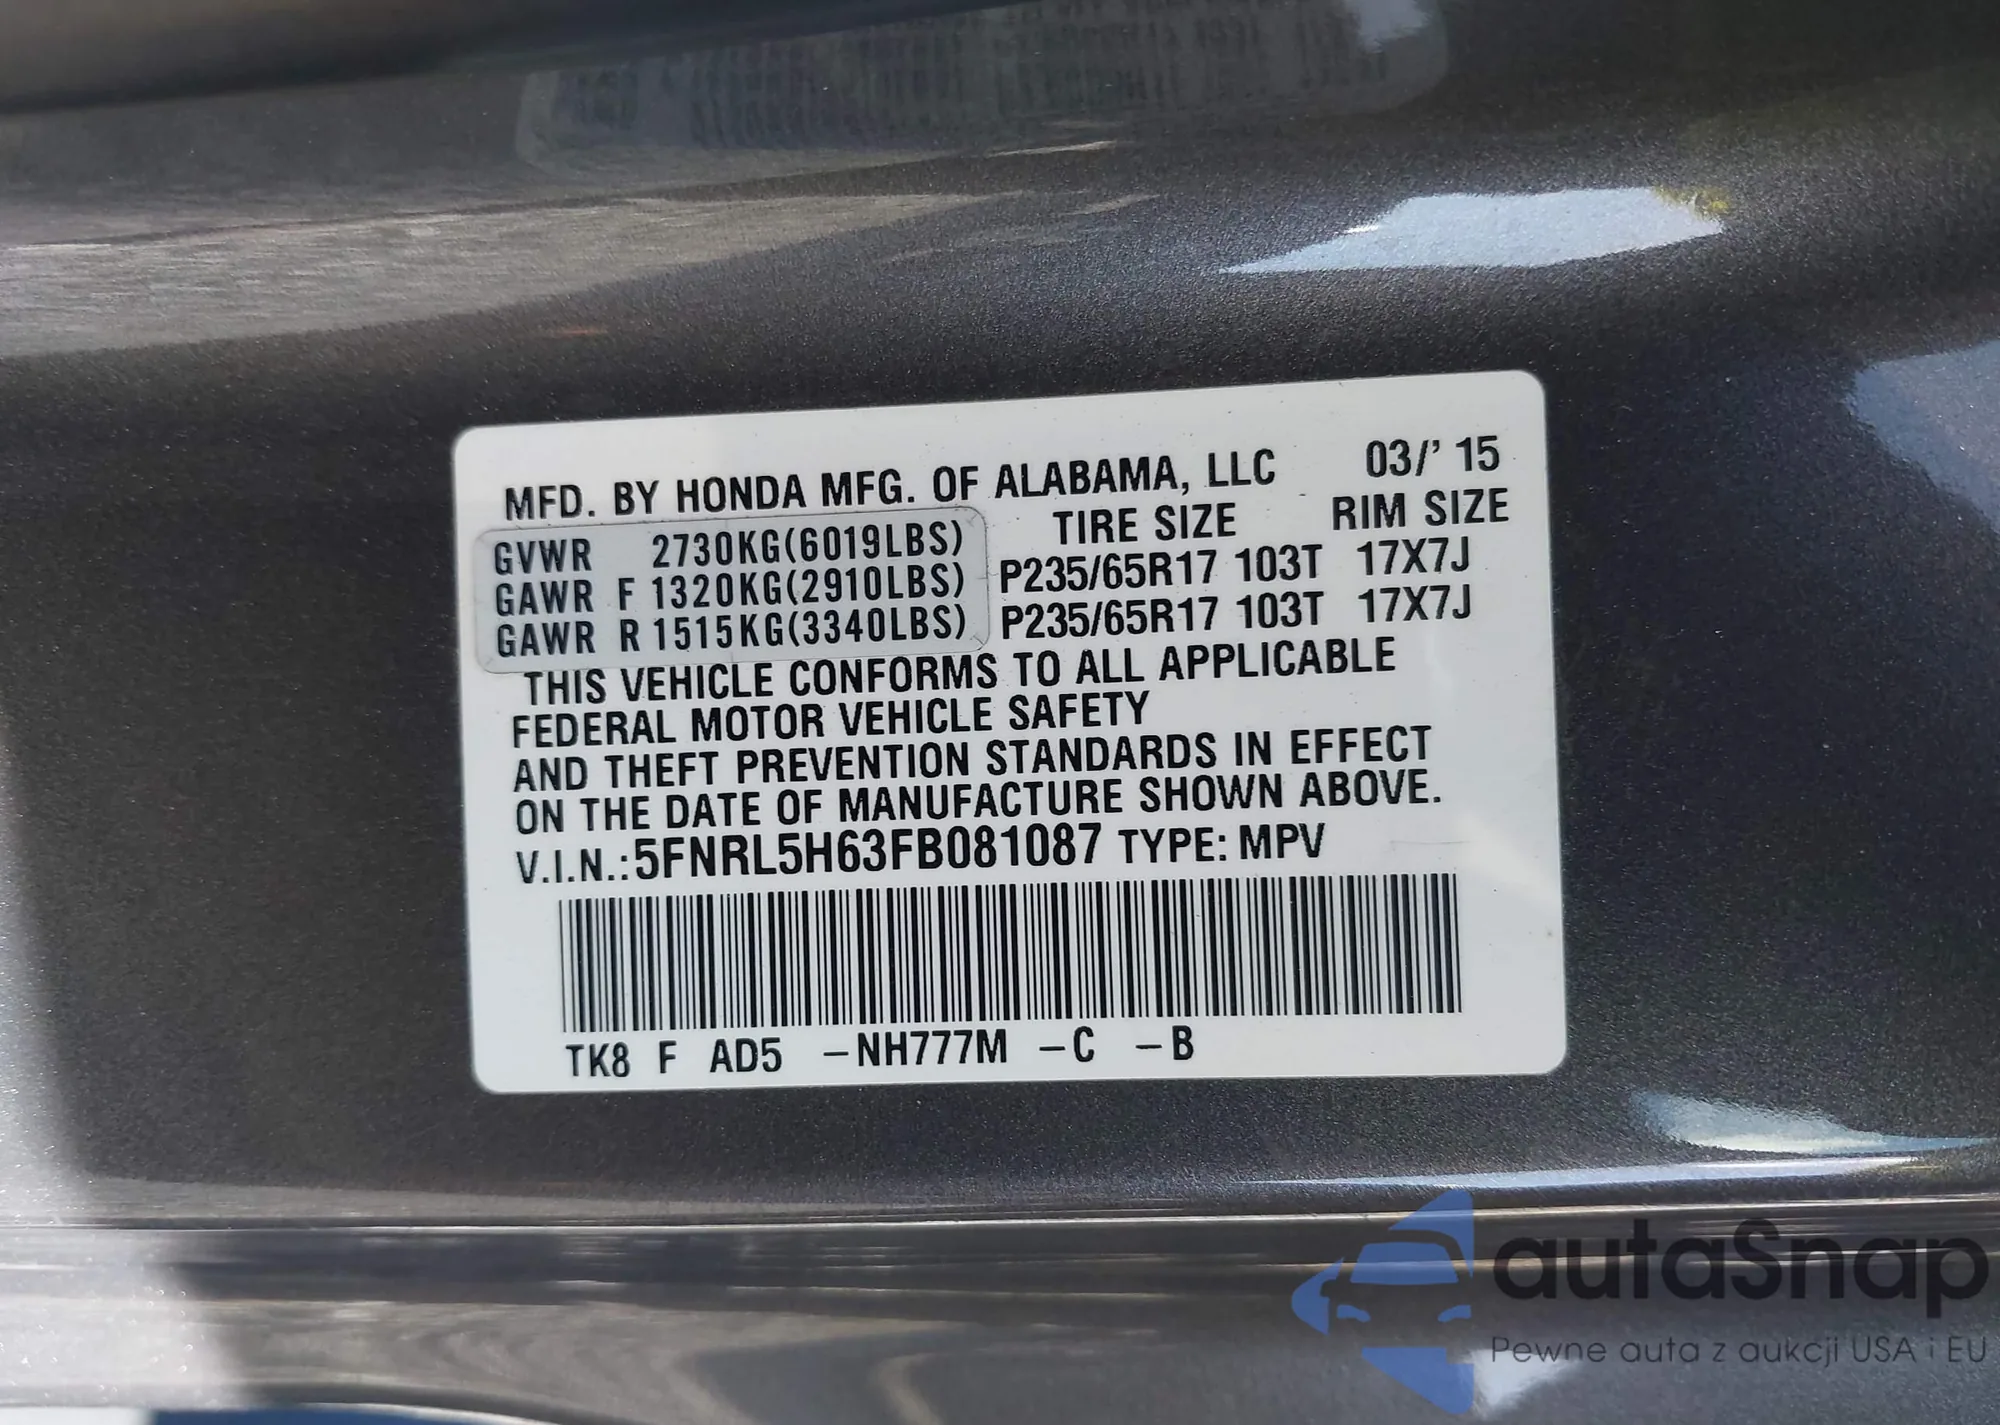 MFD. BY HONDA MFG. OF ALABAMA, LLC 03/' 15
TIRE SIZE RIM SIZE
GVWR 2730KG(6019LBS)
GAWR F 1320KG(2910LBS) P235/65R17 103T 17X7J
GAWR R 1515KG(3340LBS) P235/65R17 103T 17X7J
THIS VEHICLE CONFORMS TO ALL APPLICABLE
FEDERAL MOTOR VEHICLE SAFETY
AND THEFT PREVENTION STANDARDS IN EFFECT
ON THE DATE OF MANUFACTURE SHOWN ABOVE.
V.I.N.:5FNRL5H63FB081087 TYPE: MPV
TK8 F AD5 –NH777M –C –B
autaSnap
Pewne auta z aukcji USA i EU